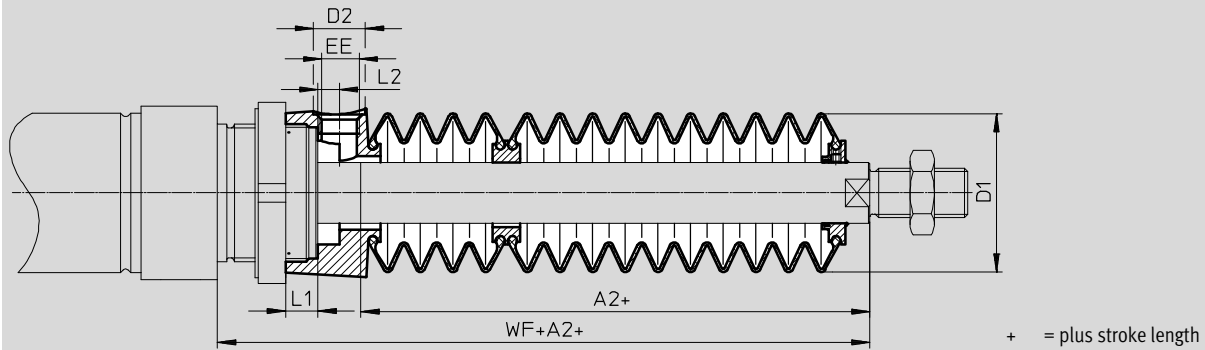 D2
EE
L2
D1
L1
A2+
WF+A2+
+ = plus stroke length